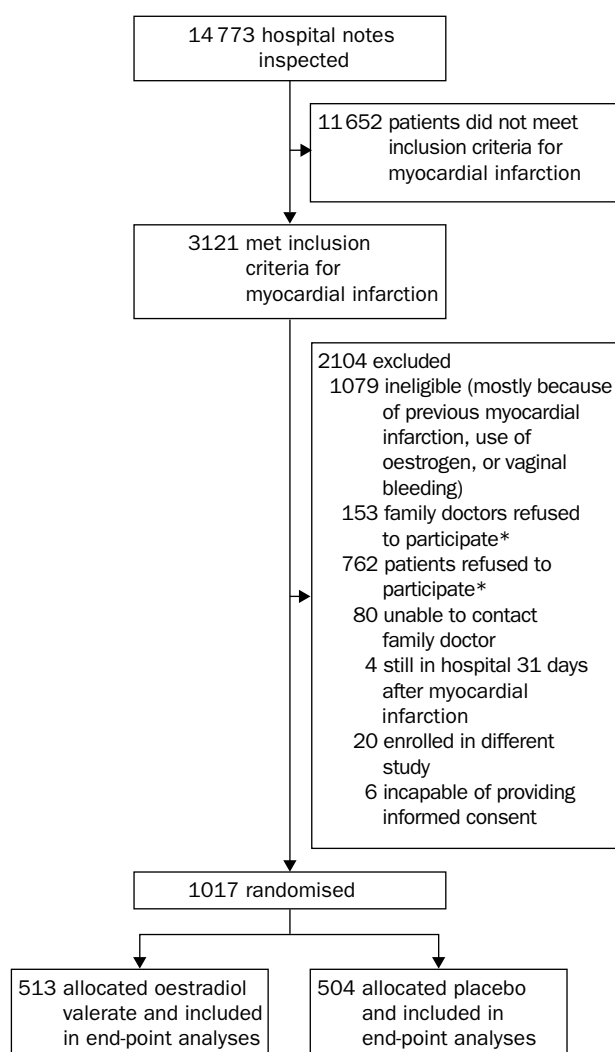 14 773 hospital notes
inspected
11 652 patients did not meet
inclusion criteria for
myocardial infarction
3121 met inclusion
criteria for
myocardial infarction
2104 excluded
1079 ineligible (mostly because
of previous myocardial
infarction, use of
oestrogen, or vaginal
bleeding)
153 family doctors refused
to participate*
762 patients refused to
participate*
80 unable to contact
family doctor
4 still in hospital 31 days
after myocardial
infarction
20 enrolled in different
study
6 incapable of providing
informed consent
1017 randomised
513 allocated oestradiol
valerate and included
in end-point analyses
504 allocated placebo
and included in
end-point analyses